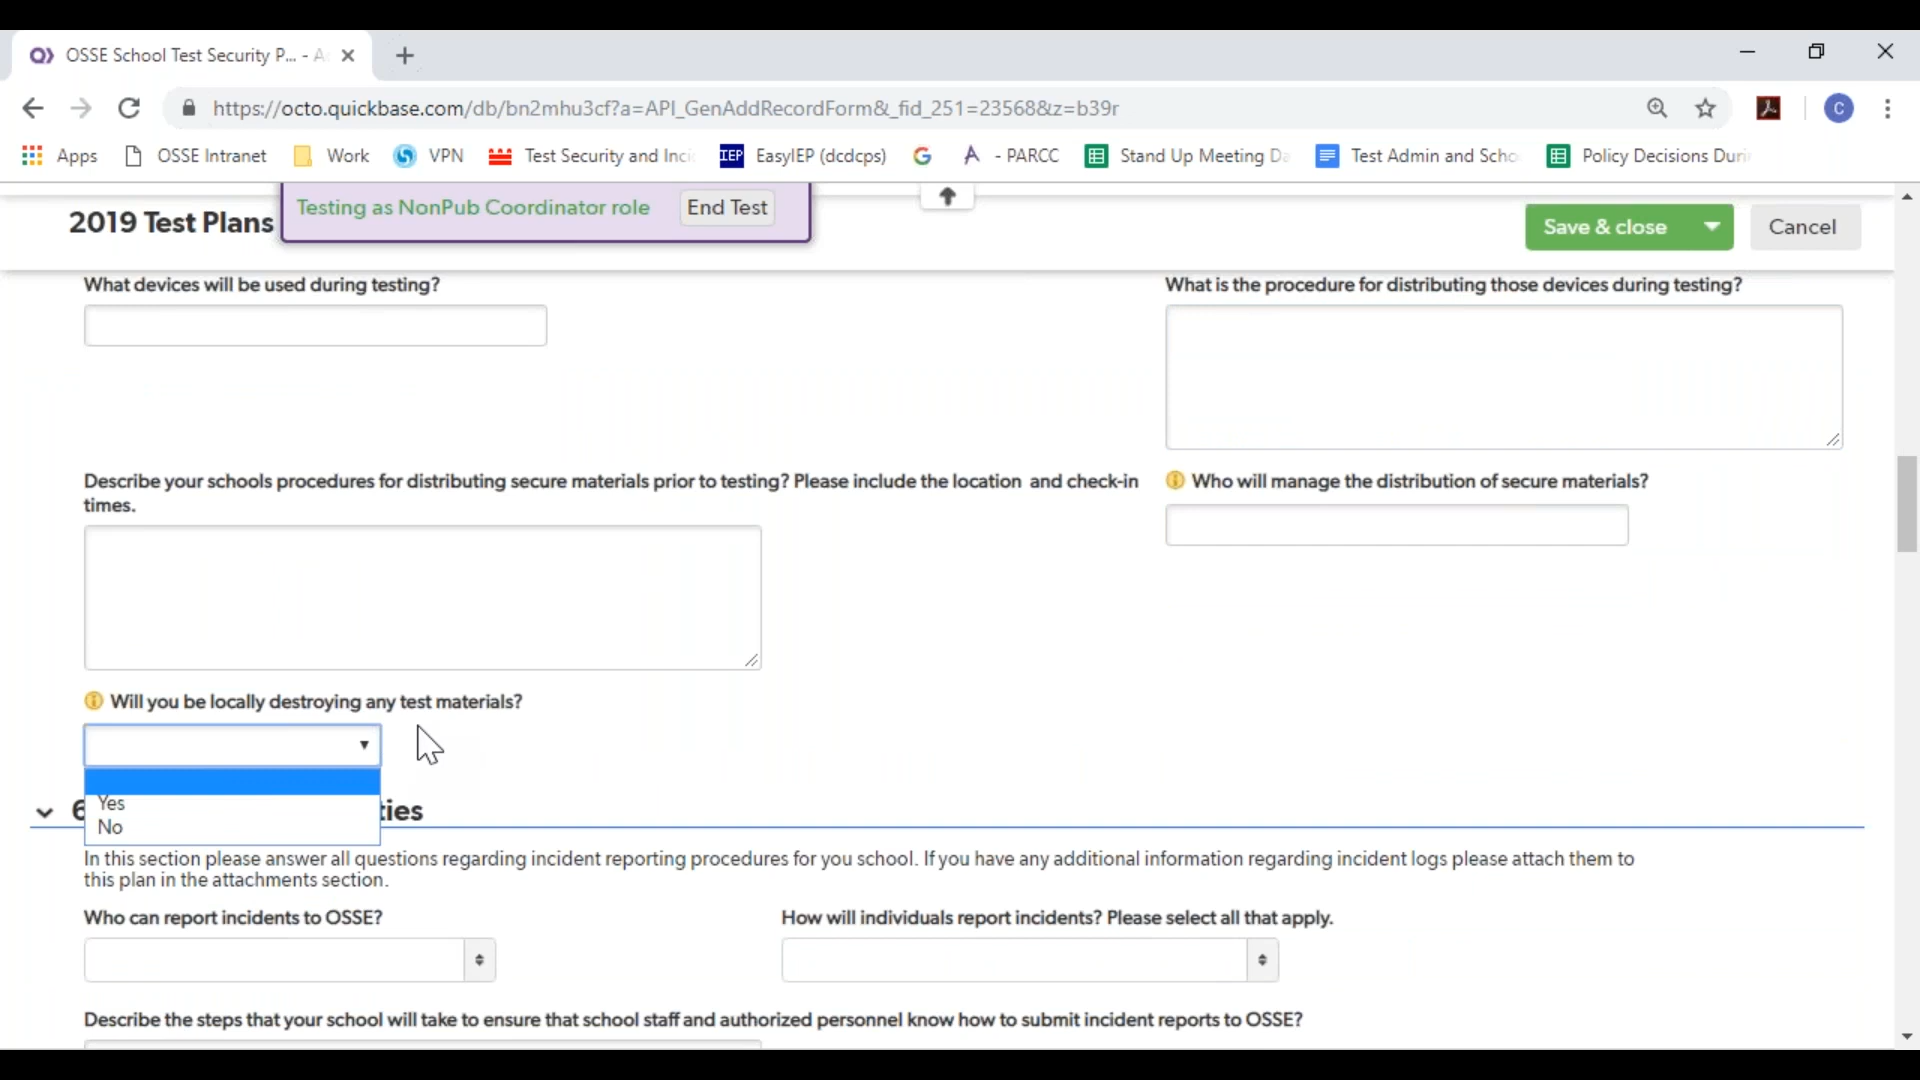 OSSE School Test Security P... - A
https://octo.quickbase.com/db/bn2mhu3cf?a=API_GenAddRecordForm&_fid_251=23568&z=b39r
C
Apps OSSE Intranet Work VPN Test Security and Inci IEP EasyIEP (dcdcps) G - PARCC Stand Up Meeting Da Test Admin and Scho Policy Decisions Duri
2019 Test Plans
Testing as NonPub Coordinator role End Test
Save & close Cancel
What devices will be used during testing?
What is the procedure for distributing those devices during testing?
Describe your schools procedures for distributing secure materials prior to testing? Please include the location and check-in
times.
Who will manage the distribution of secure materials?
Will you be locally destroying any test materials?
Yes
No
6 ties
In this section please answer all questions regarding incident reporting procedures for you school. If you have any additional information regarding incident logs please attach them to
this plan in the attachments section.
Who can report incidents to OSSE?
How will individuals report incidents? Please select all that apply.
Describe the steps that your school will take to ensure that school staff and authorized personnel know how to submit incident reports to OSSE?